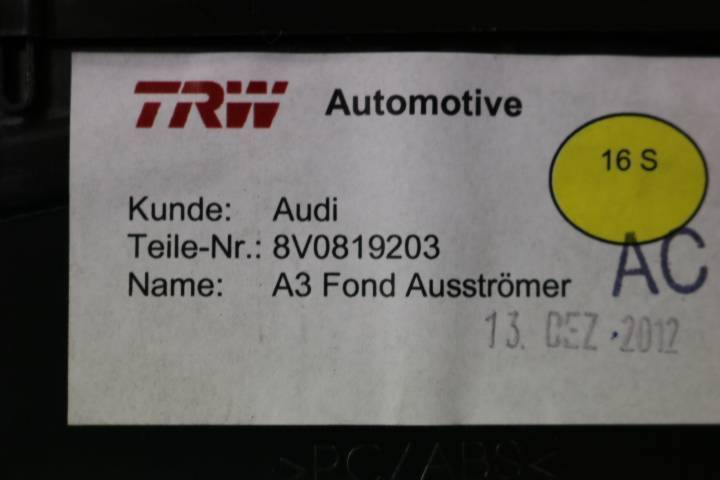 TRW Automotive
16 S
Kunde: Audi
Teile-Nr.: 8V0819203
Name: A3 Fond Ausströmer
AC
13. DEZ. 2012
>PC/ABS<